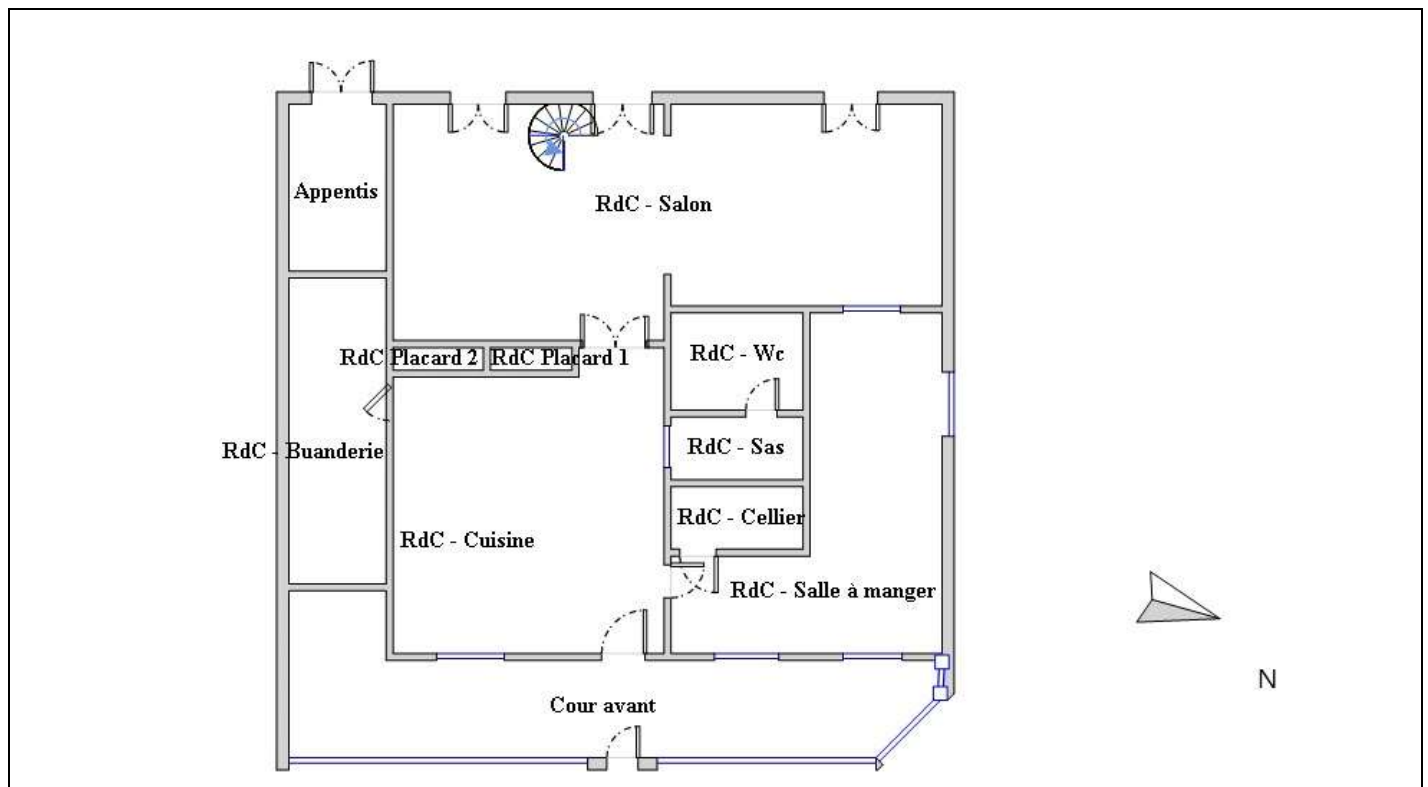 Appentis
RdC - Salon
RdC Placard 2
RdC Placard 1
RdC - Wc
RdC - Buanderie
RdC - Sas
RdC - Cuisine
RdC - Cellier
RdC - Salle à manger
Cour avant
N